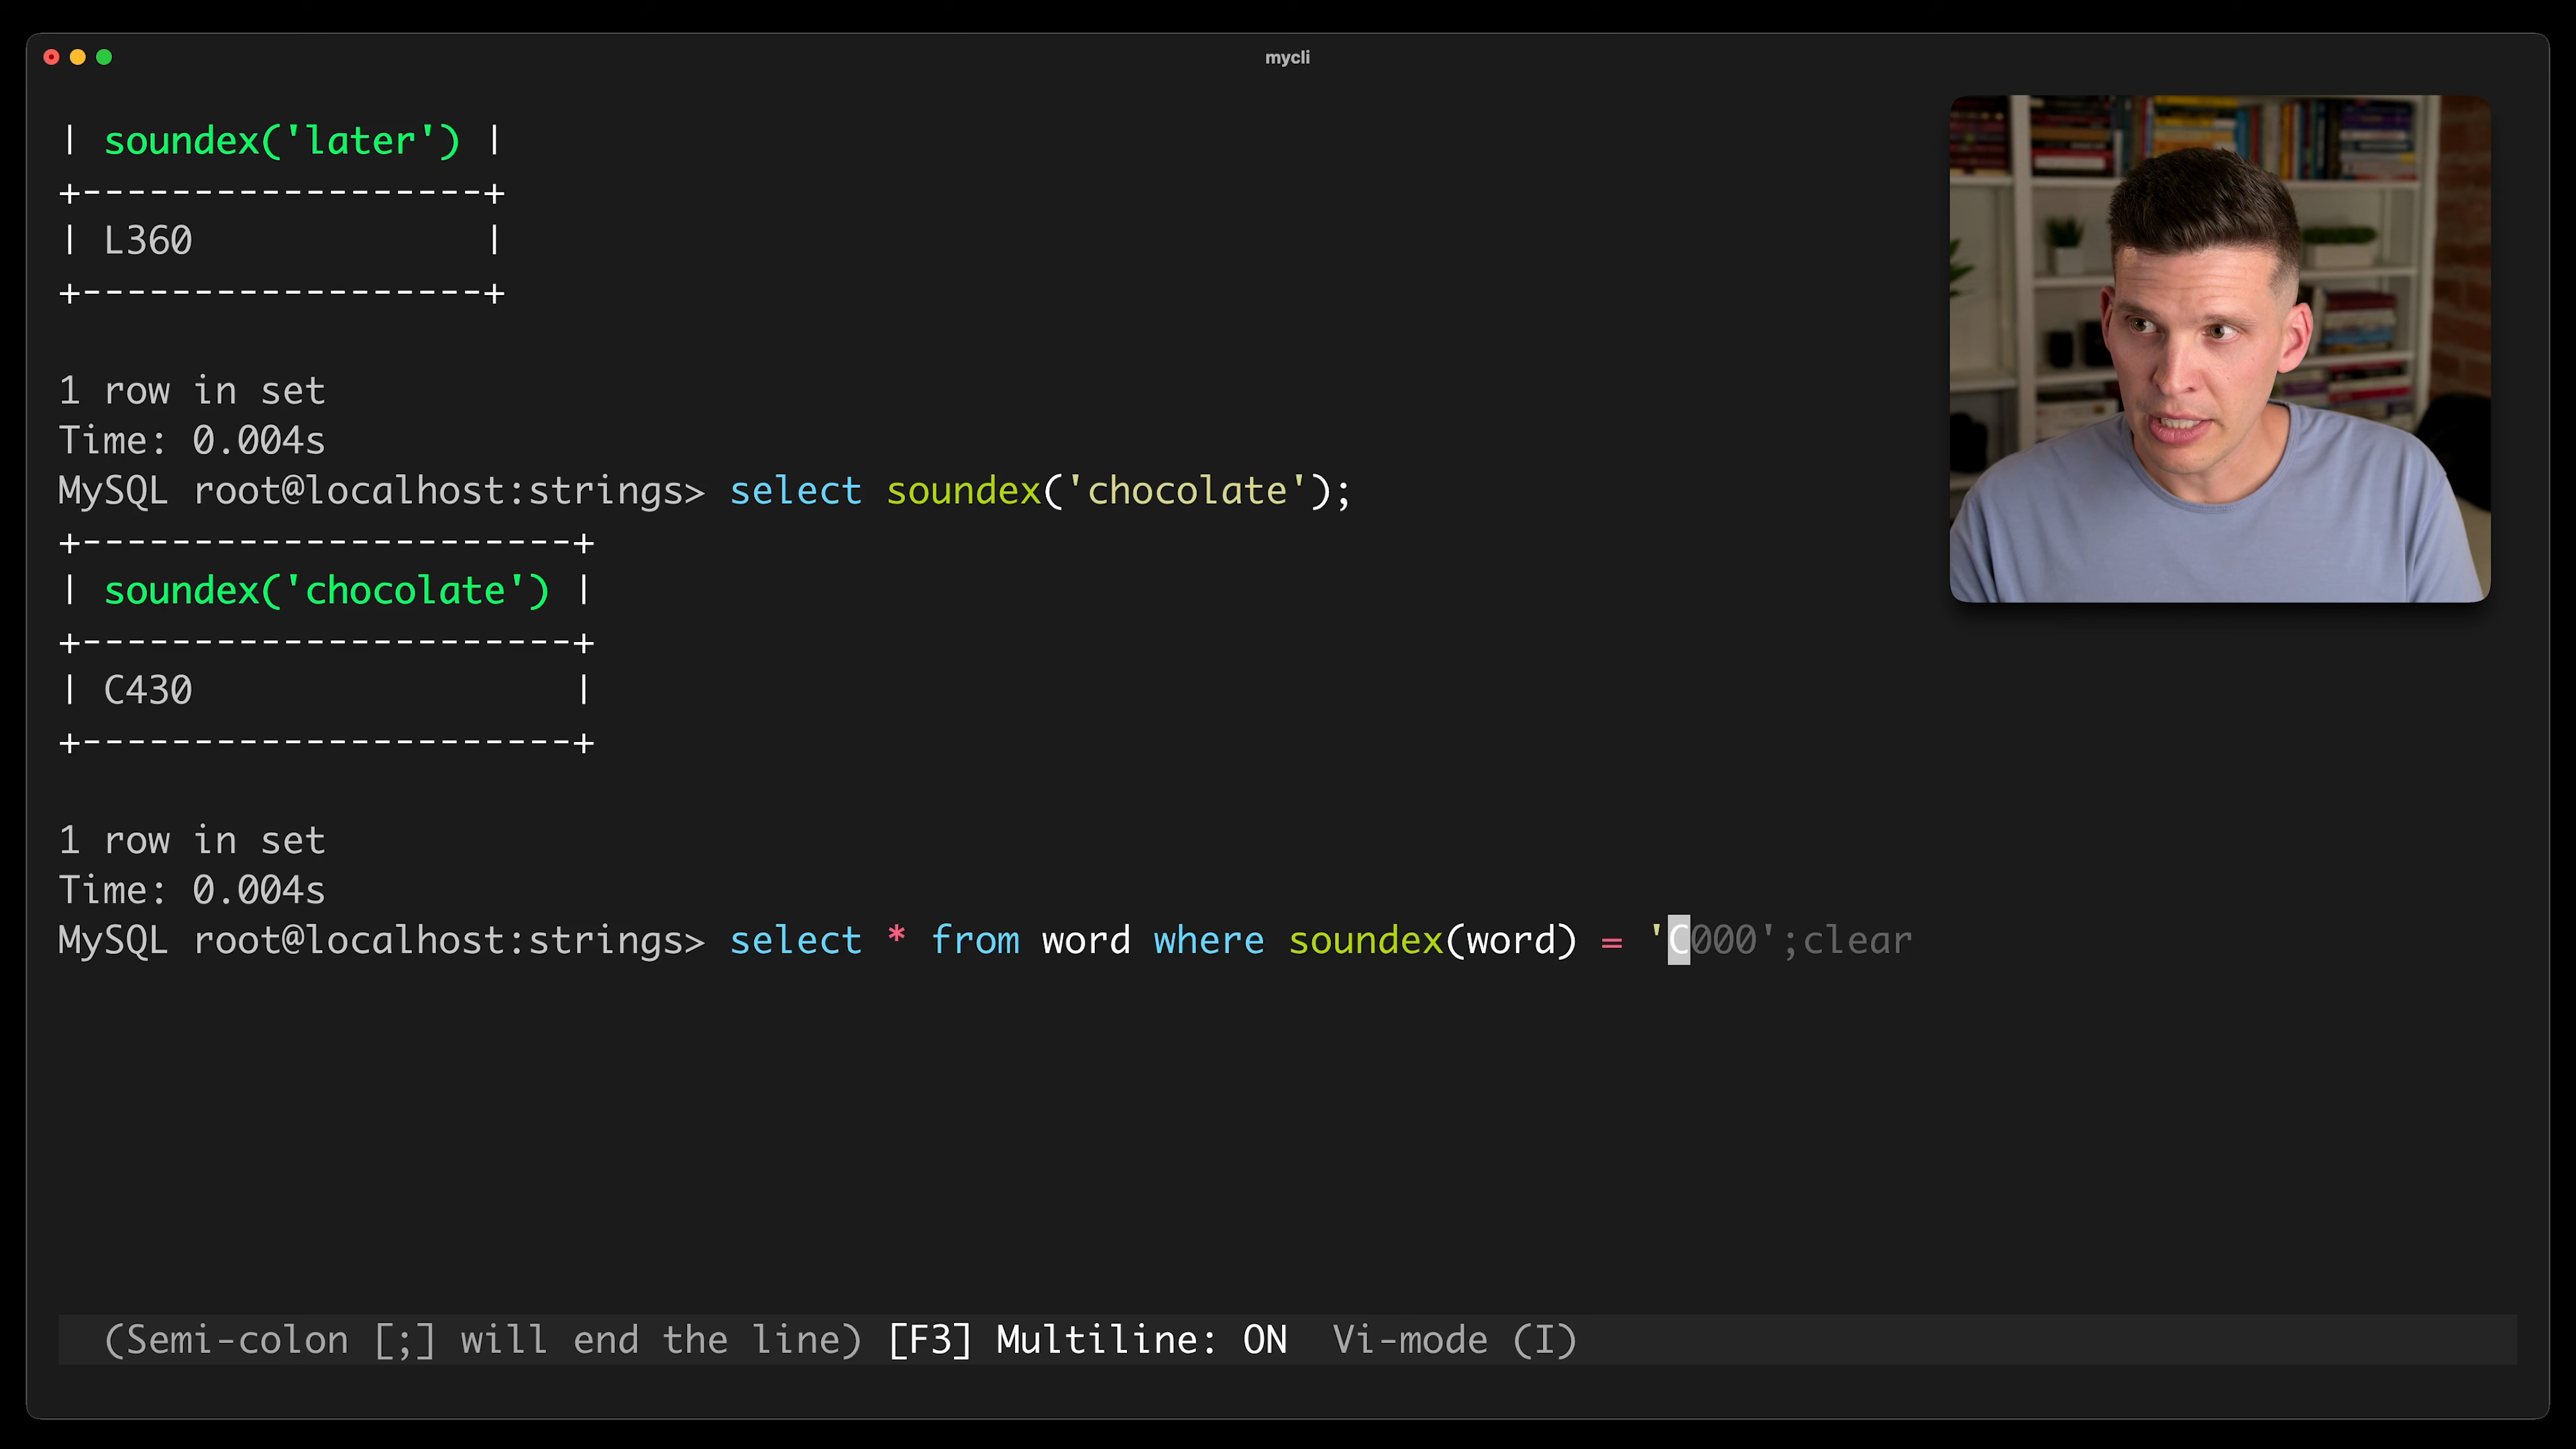 mycli
| soundex('later') |
+------------------+
| L360             |
+------------------+
1 row in set
Time: 0.004s
MySQL root@localhost:strings> select soundex('chocolate');
+----------------------+
| soundex('chocolate') |
+----------------------+
| C430                 |
+----------------------+
1 row in set
Time: 0.004s
MySQL root@localhost:strings> select * from word where soundex(word) = 'C000';clear
(Semi-colon [;] will end the line) [F3] Multiline: ON  Vi-mode (I)